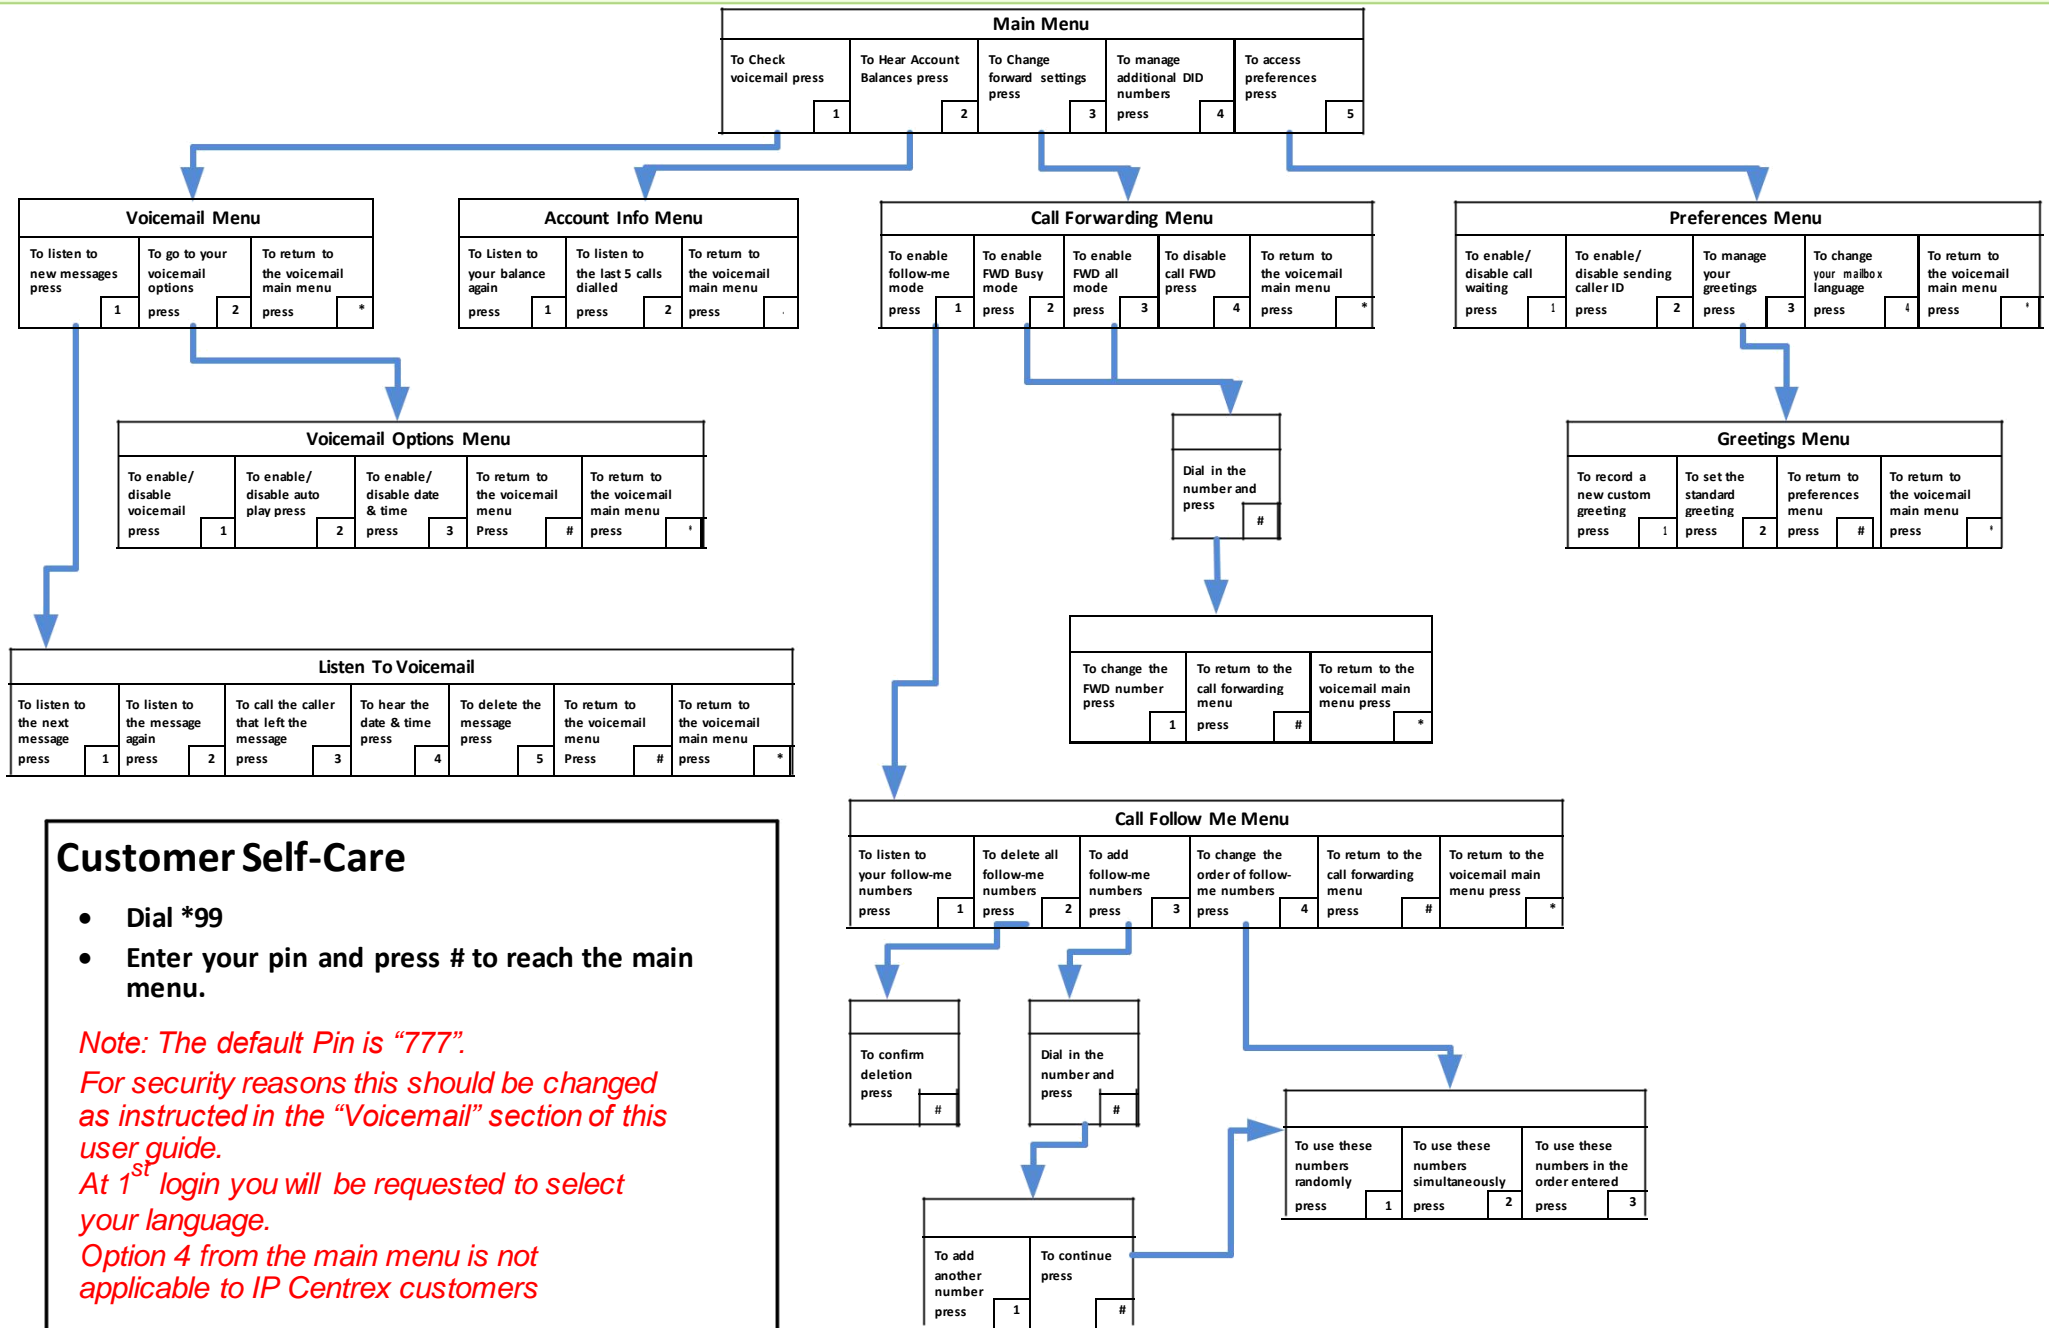 Main Menu
To Check
voicemail press
1
To Hear Account
Balances press
2
To Change
forward settings
press
3
To manage
additional DID
numbers
press
4
To access
preferences
press
5
Voicemail Menu
To listen to
new messages
press
1
To go to your
voicemail
options
press
2
To return to
the voicemail
main menu
press
*
Account Info Menu
To Listen to
your balance
again
press
1
To listen to
the last 5 calls
dialled
press
2
To return to
the voicemail
main menu
press
Call Forwarding Menu
To enable
follow-me
mode
press
1
To enable
FWD Busy
mode
press
2
To enable
FWD all
mode
press
3
To disable
call FWD
press
4
To return to
the voicemail
main menu
press
*
Preferences Menu
To enable/
disable call
waiting
press
1
To enable/
disable sending
caller ID
press
2
To manage
your
greetings
press
3
To change
your mailbox
language
press
4
To return to
the voicemail
main menu
press
*
Voicemail Options Menu
To enable/
disable
voicemail
press
1
To enable/
disable auto
play press
2
To enable/
disable date
& time
press
3
To return to
the voicemail
menu
Press
#
To return to
the voicemail
main menu
press
*
Dial in the
number and
press
#
Greetings Menu
To record a
new custom
greeting
press
1
To set the
standard
greeting
press
2
To return to
preferences
menu
press
#
To return to
the voicemail
main menu
press
*
To change the
FWD number
press
1
To return to the
call forwarding
menu
press
#
To return to the
voicemail main
menu press
*
Listen To Voicemail
To listen to
the next
message
press
1
To listen to
the message
again
press
2
To call the caller
that left the
message
press
3
To hear the
date & time
press
4
To delete the
message
press
5
To return to
the voicemail
menu
Press
#
To return to
the voicemail
main menu
press
*
Call Follow Me Menu
To listen to
your follow-me
numbers
press
1
To delete all
follow-me
numbers
press
2
To add
follow-me
numbers
press
3
To change the
order of follow-
me numbers
press
4
To return to the
call forwarding
menu
press
#
To return to the
voicemail main
menu press
*
To confirm
deletion
press
#
Dial in the
number and
press
#
To use these
numbers
randomly
press
1
To use these
numbers
simultaneously
press
2
To use these
numbers in the
order entered
press
3
To add
another
number
press
1
To continue
press
#
Customer Self-Care
• Dial *99
• Enter your pin and press # to reach the main
menu.
Note: The default Pin is “777”.
For security reasons this should be changed
as instructed in the “Voicemail” section of this
user guide.
At 1st login you will be requested to select
your language.
Option 4 from the main menu is not
applicable to IP Centrex customers